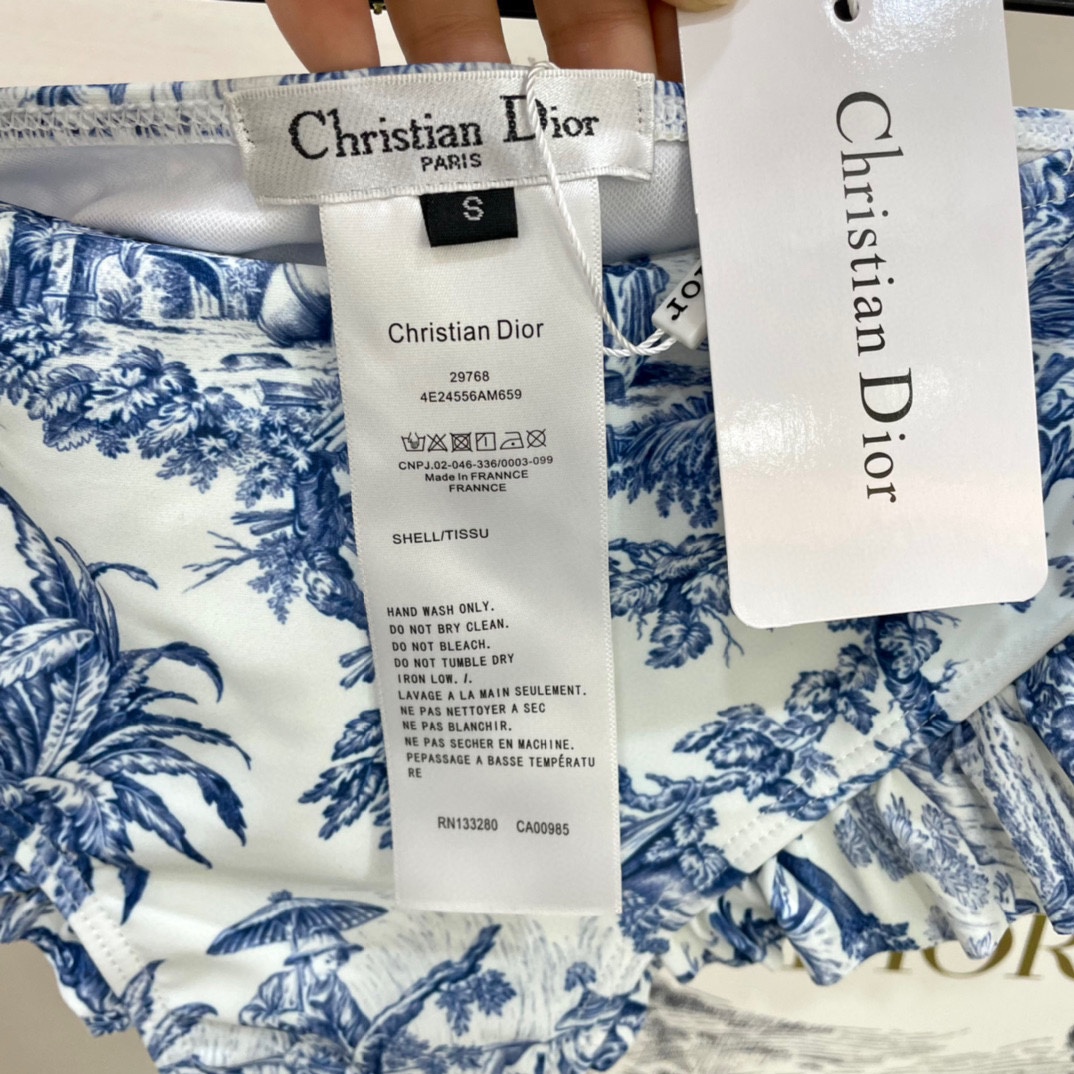 Christian Dior
PARIS
S
Christian Dior
29768
4E24556AM659
CNPJ.02-046-336/0003-099
Made In FRANNCE
FRANNCE
SHELL/TISSU
HAND WASH ONLY.
DO NOT BRY CLEAN.
DO NOT BLEACH.
DO NOT TUMBLE DRY
IRON LOW. /.
LAVAGE A LA MAIN SEULEMENT.
NE PAS NETTOYER A SEC
NE PAS BLANCHIR.
NE PAS SECHER EN MACHINE.
PEPASSAGE A BASSE TEMPÉRATU
RE
RN133280 CA00985
Christian Dior